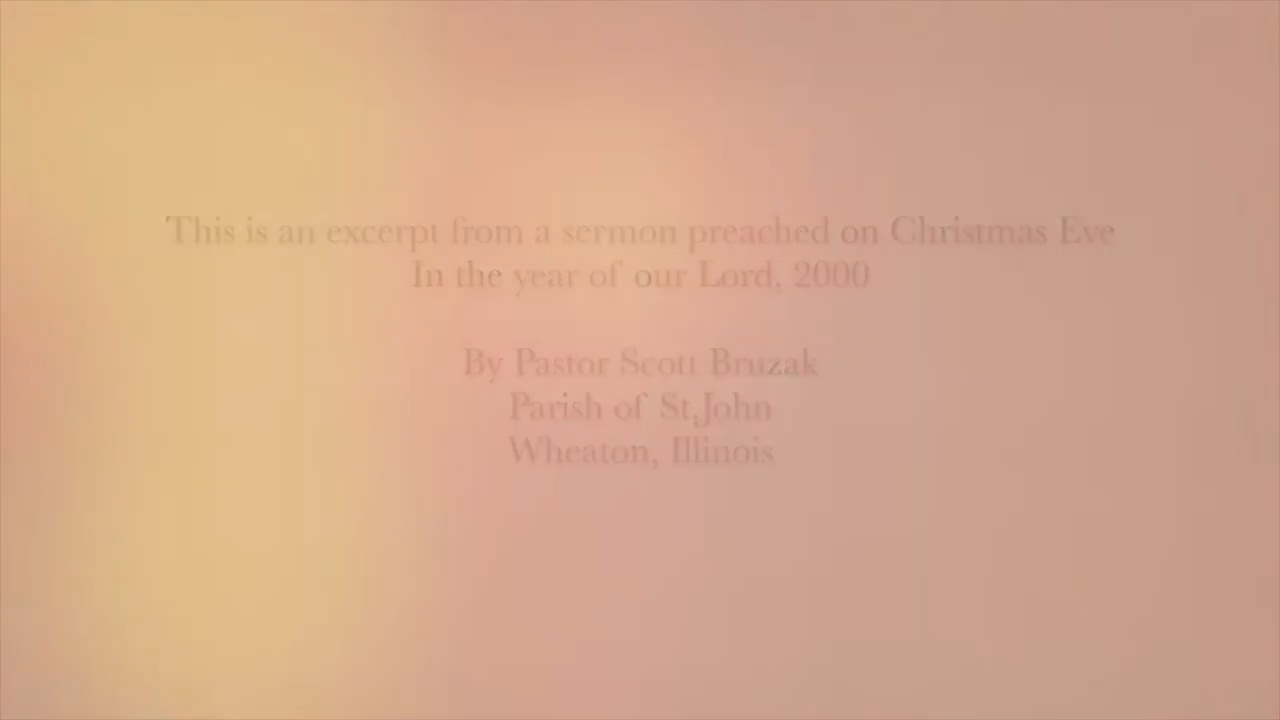 This is an excerpt from a sermon preached on Christmas Eve
In the year of our Lord, 2000
By Pastor Scott Bruzak
Parish of St. John
Wheaton, Illinois